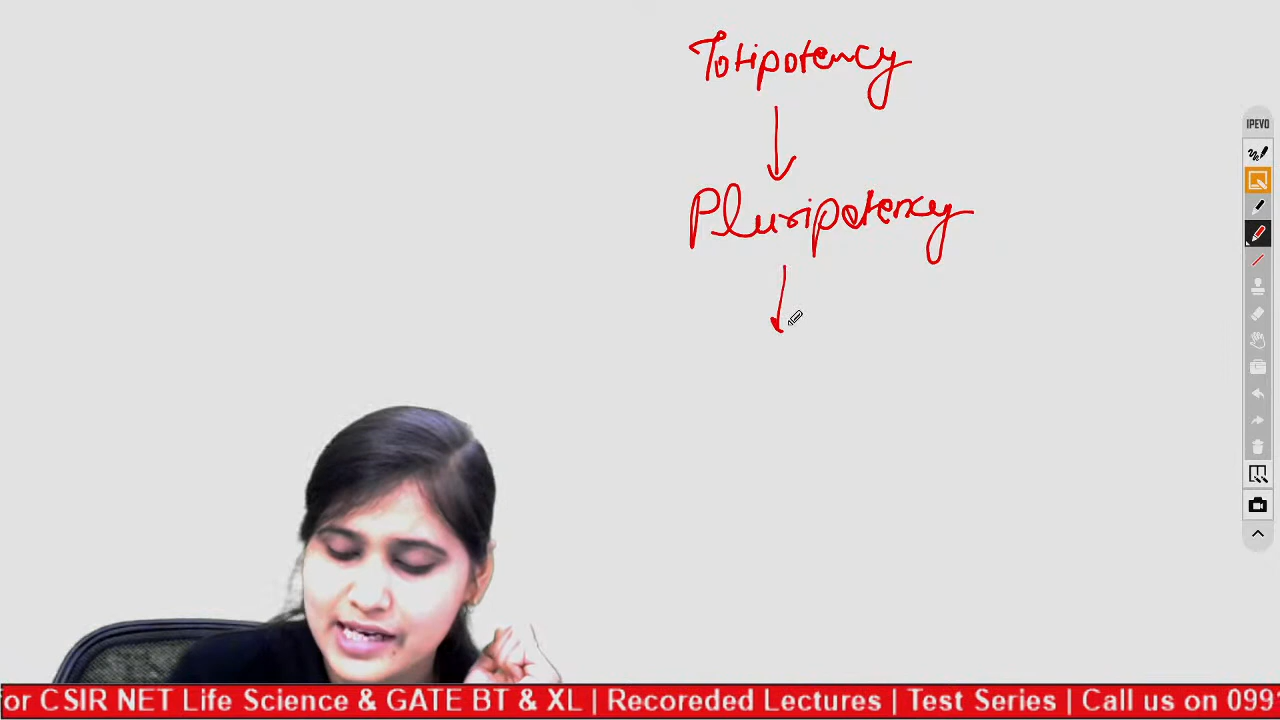 Totipotency
Pluripotency
IPEVO
or CSIR NET Life Science & GATE BT & XL | Recoreded Lectures | Test Series | Call us on 099